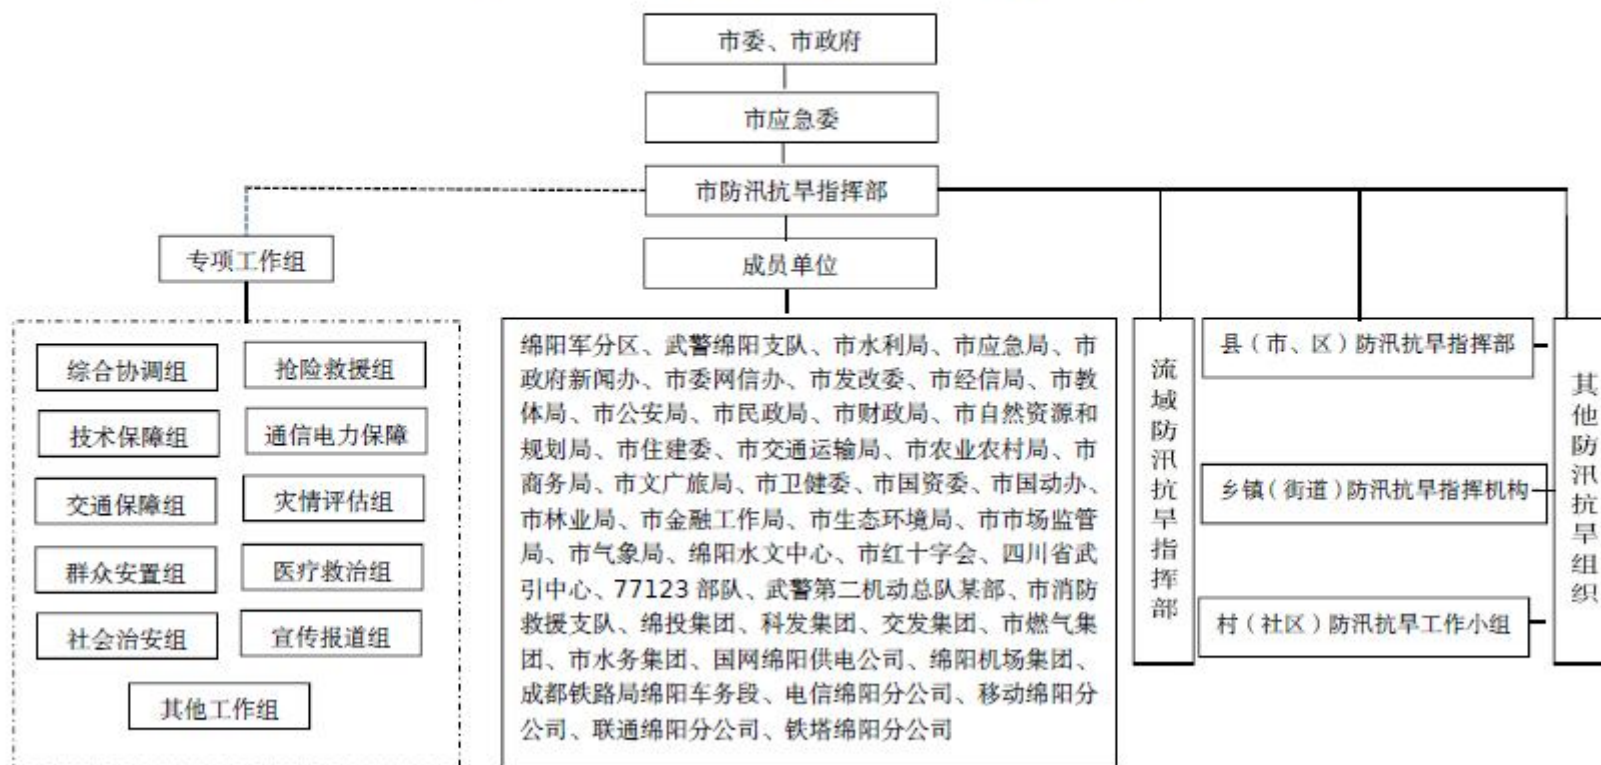 市委、市政府
市应急委
市防汛抗旱指挥部
专项工作组
成员单位
综合协调组
抢险救援组
技术保障组
通信电力保障
交通保障组
灾情评估组
群众安置组
医疗救治组
社会治安组
宣传报道组
其他工作组
绵阳军分区、武警绵阳支队、市水利局、市应急局、市
政府新闻办、市委网信办、市发改委、市经信局、市教
体局、市公安局、市民政局、市财政局、市自然资源和
规划局、市住建委、市交通运输局、市农业农村局、市
商务局、市文广旅局、市卫健委、市国资委、市国动办、
市林业局、市金融工作局、市生态环境局、市市场监管
局、市气象局、绵阳水文中心、市红十字会、四川省武
引中心、77123 部队、武警第二机动总队某部、市消防
救援支队、绵投集团、科发集团、交发集团、市燃气集
团、市水务集团、国网绵阳供电公司、绵阳机场集团、
成都铁路局绵阳车务段、电信绵阳分公司、移动绵阳分
公司、联通绵阳分公司、铁塔绵阳分公司
流域防汛抗旱指挥部
县（市、区）防汛抗旱指挥部
乡镇（街道）防汛抗旱指挥机构
村（社区）防汛抗旱工作小组
其他防汛抗旱组织